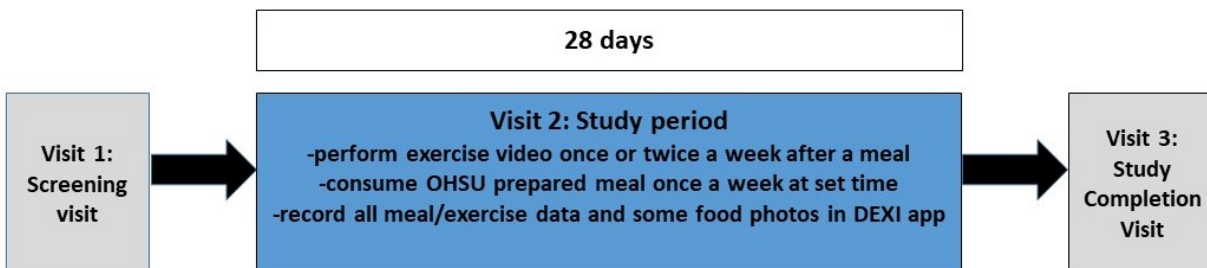 28 days
Visit 1:
Screening
visit
Visit 2: Study period
-perform exercise video once or twice a week after a meal
-consume OHSU prepared meal once a week at set time
-record all meal/exercise data and some food photos in DEXI app
Visit 3:
Study
Completion
Visit